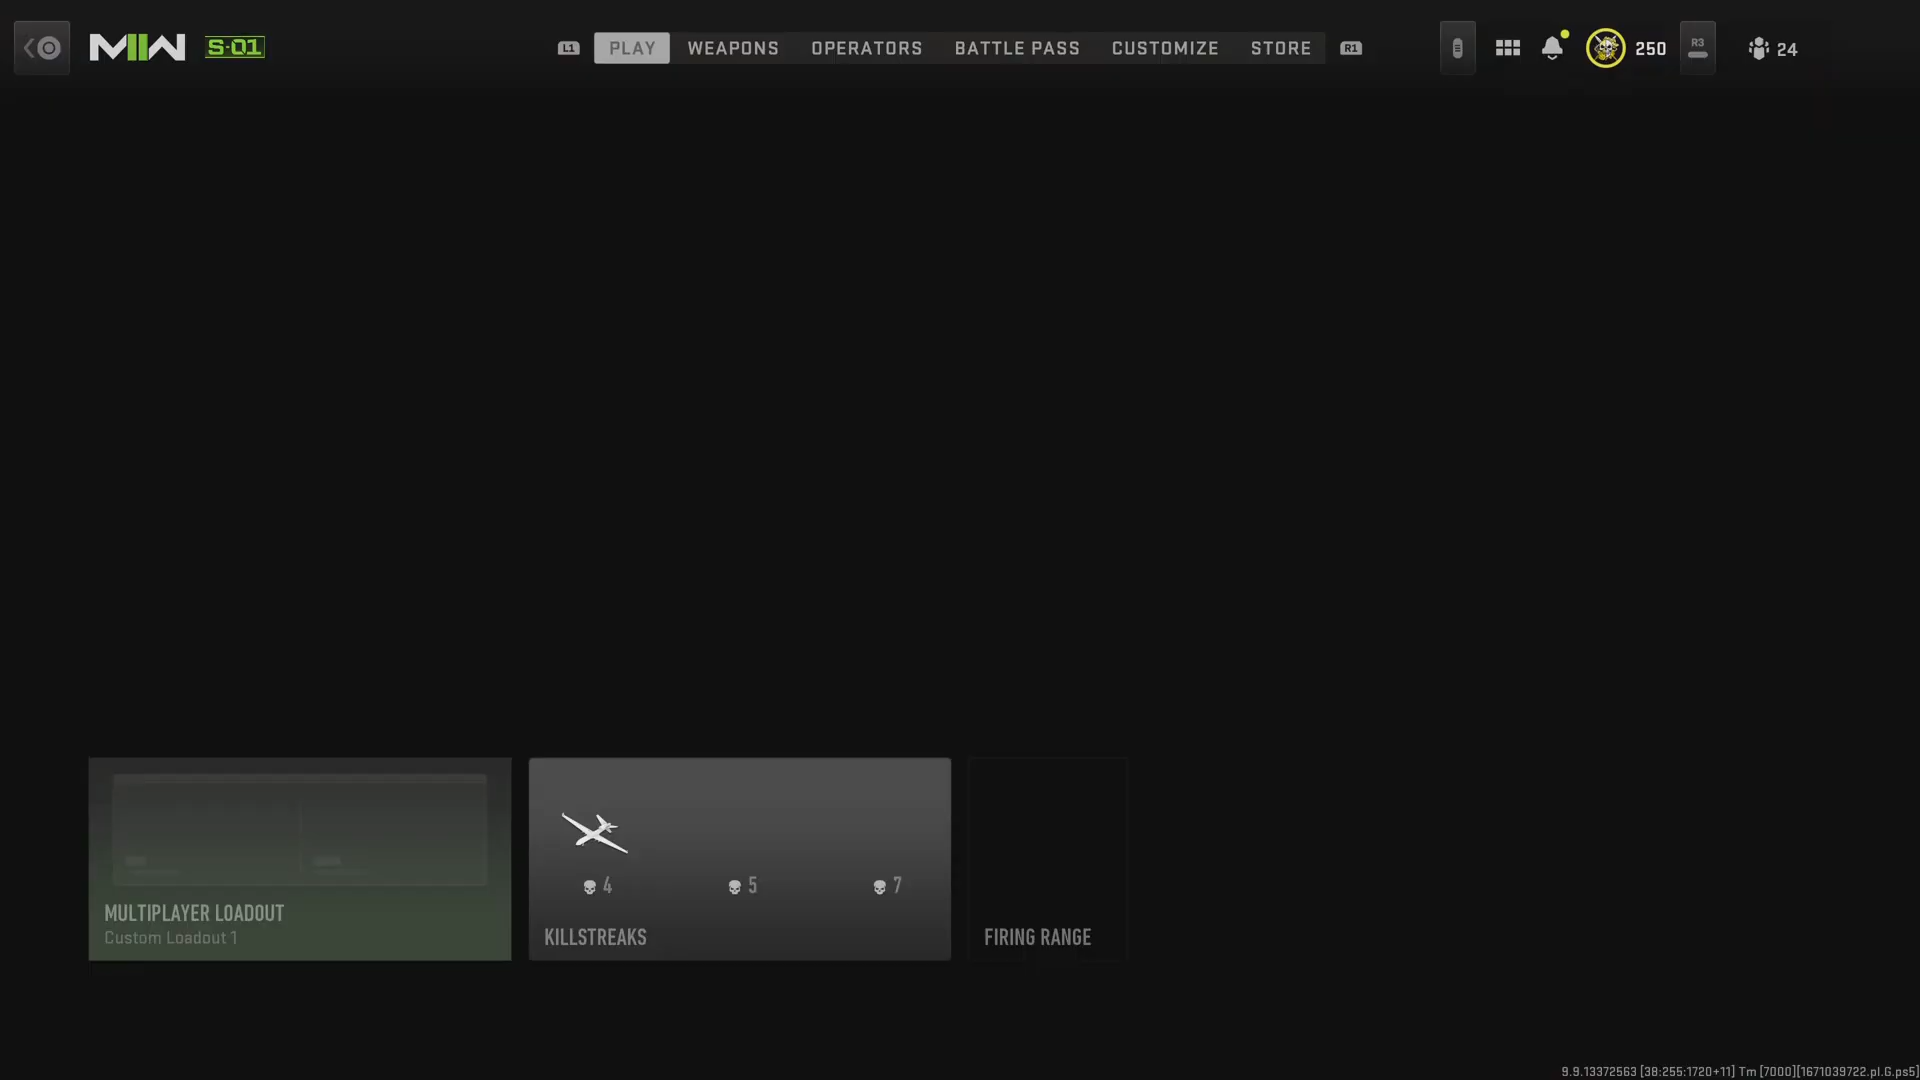 MWII S-01
L1 PLAY WEAPONS OPERATORS BATTLE PASS CUSTOMIZE STORE R1
250 R3 24
4 5 7
MULTIPLAYER LOADOUT
Custom Loadout 1
KILLSTREAKS
FIRING RANGE
9.9.13372563 [38:255:1720+11] Tm [7000][1671039722.pl.G.ps5]